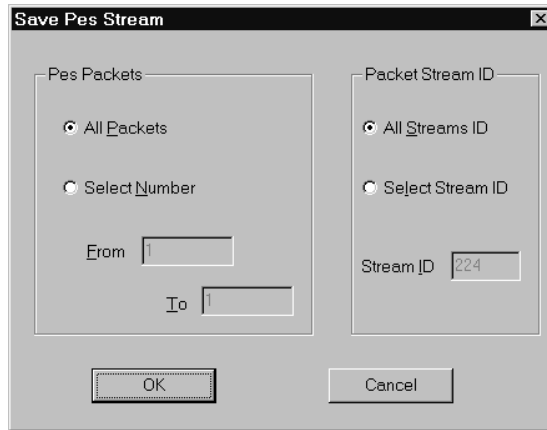 Save Pes Stream
Pes Packets
All Packets
Select Number
From 1
To 1
Packet Stream ID
All Streams ID
Select Stream ID
Stream ID 224
OK
Cancel